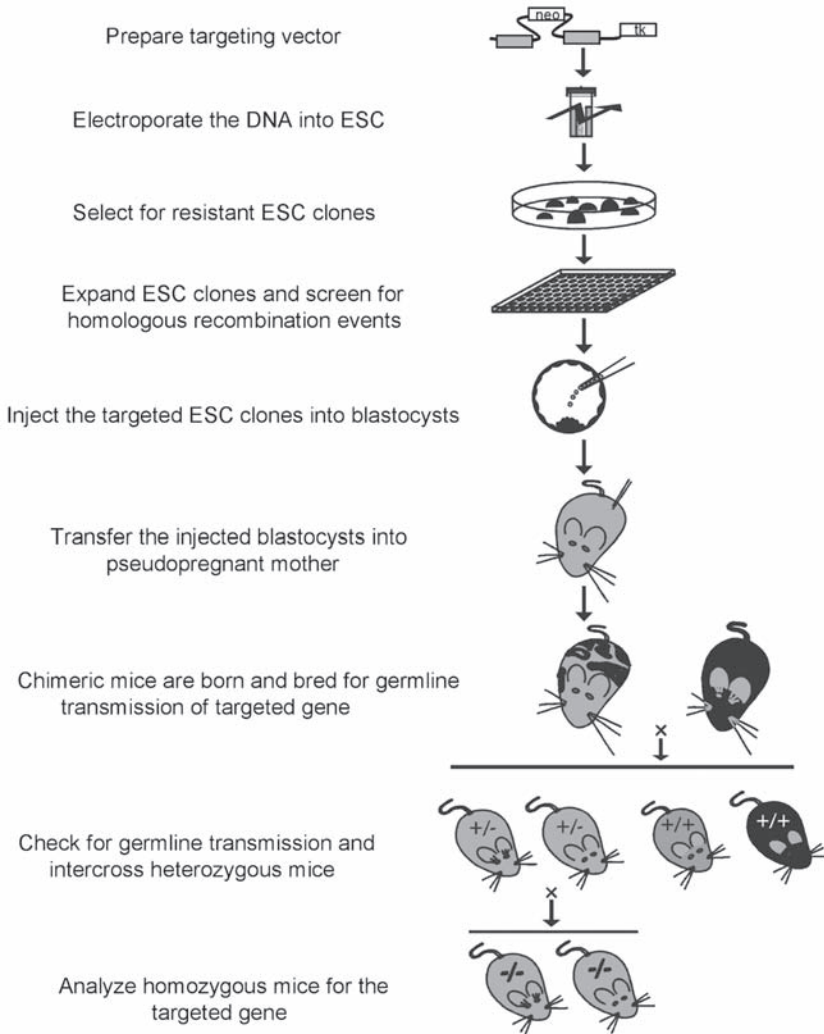 Prepare targeting vector
neo
tk
Electroporate the DNA into ESC
Select for resistant ESC clones
Expand ESC clones and screen for
homologous recombination events
Inject the targeted ESC clones into blastocysts
Transfer the injected blastocysts into
pseudopregnant mother
Chimeric mice are born and bred for germline
transmission of targeted gene
×
+/- +/- +/+ +/+
Check for germline transmission and
intercross heterozygous mice
×
-/- -/-
Analyze homozygous mice for the
targeted gene